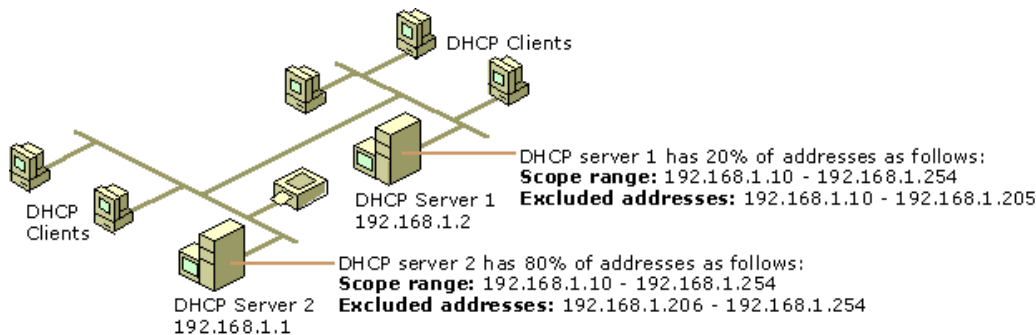 DHCP Clients
DHCP server 1 has 20% of addresses as follows:
Scope range: 192.168.1.10 - 192.168.1.254
Excluded addresses: 192.168.1.10 - 192.168.1.205
DHCP Server 1
192.168.1.2
DHCP
Clients
DHCP server 2 has 80% of addresses as follows:
Scope range: 192.168.1.10 - 192.168.1.254
Excluded addresses: 192.168.1.206 - 192.168.1.254
DHCP Server 2
192.168.1.1